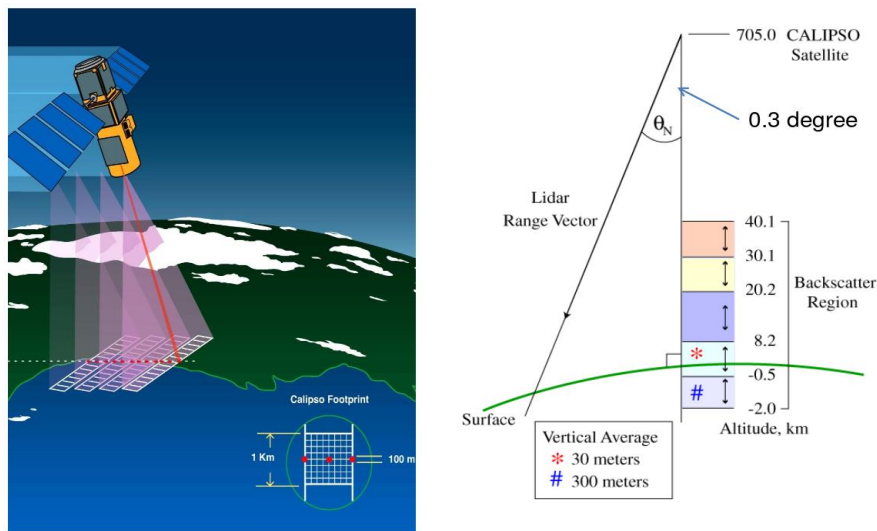 Calipso Footprint
1 Km
100 m
705.0 CALIPSO
Satellite
0.3 degree
θN
Lidar
Range Vector
40.1
30.1
20.2
Backscatter
Region
8.2
*
-0.5
#
-2.0
Surface
Altitude, km
Vertical Average
* 30 meters
# 300 meters